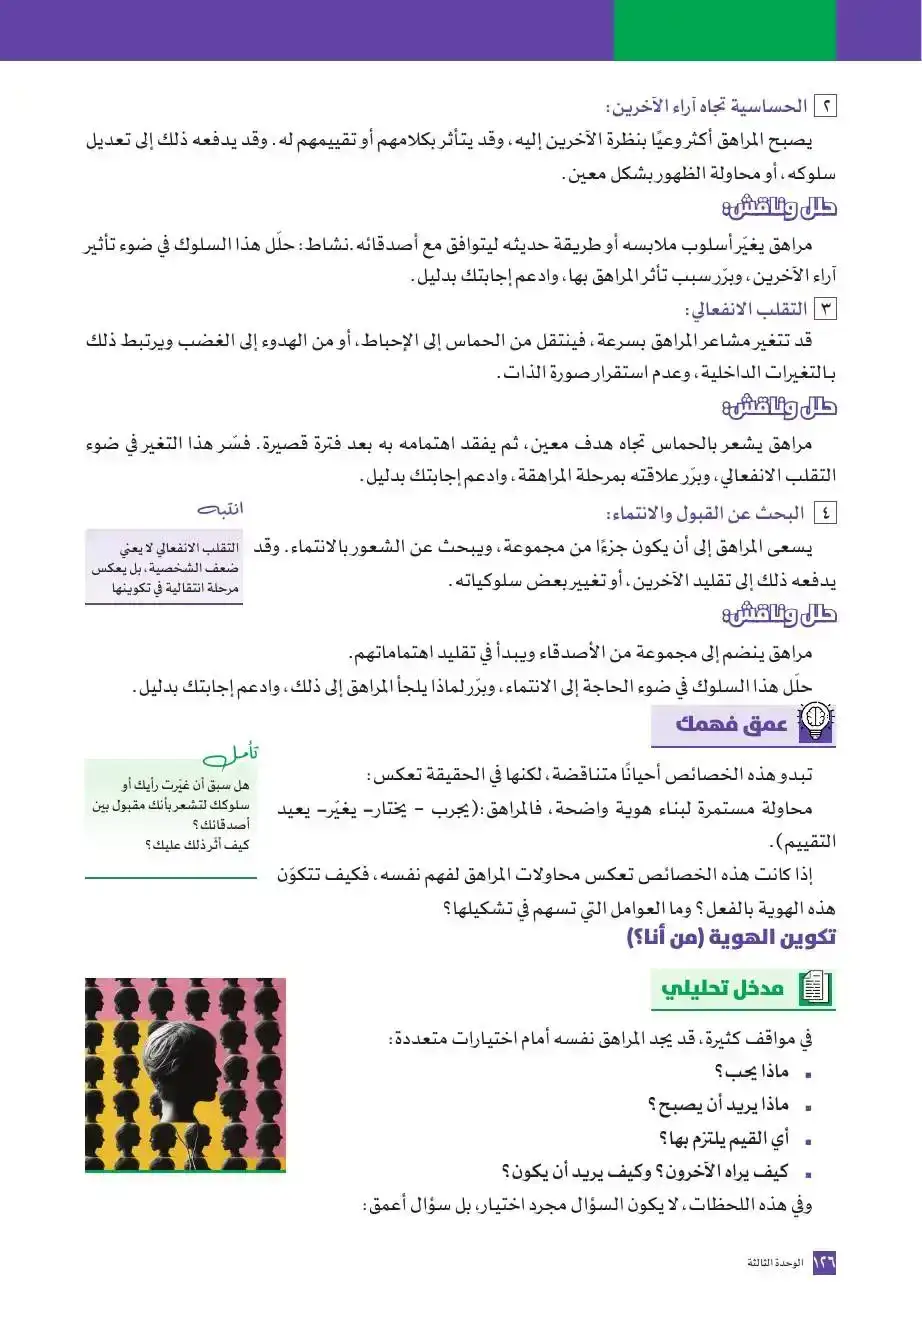 ٢ الحساسية تجاه آراء الآخرين:
يصبح المراهق أكثر وعيًا بنظرة الآخرين إليه، وقد يتأثر بكلامهم أو تقييمهم له. وقد يدفعه ذلك إلى تعديل
سلوكه، أو محاولة الظهور بشكل معين.
حلل وناقش:
مراهق يغيّر أسلوب ملابسه أو طريقة حديثه ليتوافق مع أصدقائه.نشاط: حلّل هذا السلوك في ضوء تأثير
آراء الآخرين، وبرّر سبب تأثر المراهق بها، وادعم إجابتك بدليل.
٣ التقلب الانفعالي:
قد تتغير مشاعر المراهق بسرعة، فينتقل من الحماس إلى الإحباط، أو من الهدوء إلى الغضب ويرتبط ذلك
بالتغيرات الداخلية، وعدم استقرار صورة الذات.
حلل وناقش:
مراهق يشعر بالحماس تجاه هدف معين، ثم يفقد اهتمامه به بعد فترة قصيرة. فسّر هذا التغير في ضوء
التقلب الانفعالي، وبرّر علاقته بمرحلة المراهقة، وادعم إجابتك بدليل.
٤ البحث عن القبول والانتماء:
يسعى المراهق إلى أن يكون جزءًا من مجموعة، ويبحث عن الشعور بالانتماء. وقد
يدفعه ذلك إلى تقليد الآخرين، أو تغيير بعض سلوكياته.
انتبه
التقلب الانفعالي لا يعني
ضعف الشخصية، بل يعكس
مرحلة انتقالية في تكوينها
حلل وناقش:
مراهق ينضم إلى مجموعة من الأصدقاء ويبدأ في تقليد اهتماماتهم.
حلّل هذا السلوك في ضوء الحاجة إلى الانتماء، وبرّر لماذا يلجأ المراهق إلى ذلك، وادعم إجابتك بدليل.
عمق فهمك
تبدو هذه الخصائص أحيانًا متناقضة، لكنها في الحقيقة تعكس:
محاولة مستمرة لبناء هوية واضحة، فالمراهق:(يجرب - يختار– يغيّر– يعيد
التقييم).
إذا كانت هذه الخصائص تعكس محاولات المراهق لفهم نفسه، فكيف تتكوّن
هذه الهوية بالفعل؟ وما العوامل التي تسهم في تشكيلها؟
تأمل
هل سبق أن غيّرت رأيك أو
سلوكك لتشعر بأنك مقبول بين
أصدقائك؟
كيف أثّر ذلك عليك؟
تكوين الهوية (من أنا؟)
مدخل تحليلي
في مواقف كثيرة، قد يجد المراهق نفسه أمام اختيارات متعددة:
▪ ماذا يحب؟
▪ ماذا يريد أن يصبح؟
▪ أي القيم يلتزم بها؟
▪ كيف يراه الآخرون؟ وكيف يريد أن يكون؟
وفي هذه اللحظات، لا يكون السؤال مجرد اختيار، بل سؤال أعمق:
١٢٦ الوحدة الثالثة